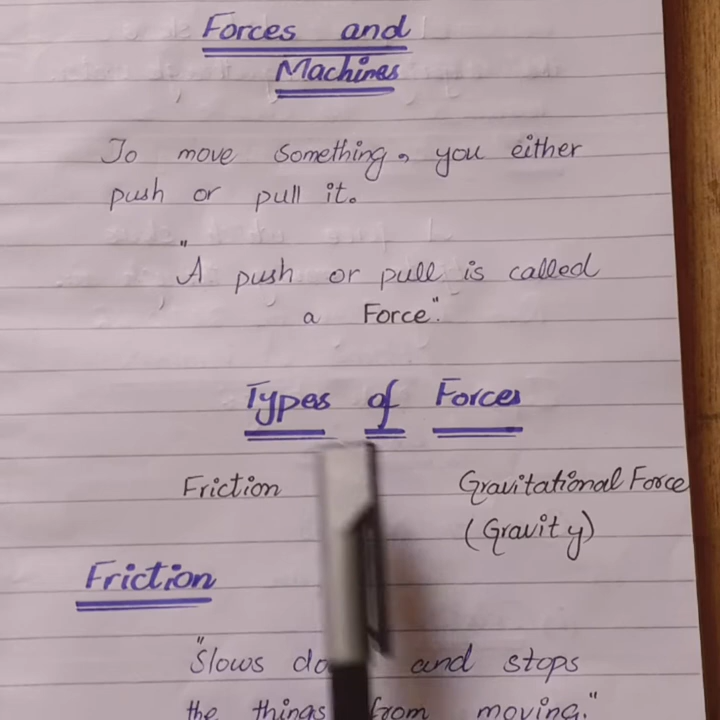 Forces and
Machines
To move something, you either
push or pull it.
"A push or pull is called
a Force".
Types of Forces
Friction Gravitational Force
(Gravity)
Friction
"Slows and stops
the things from moving."